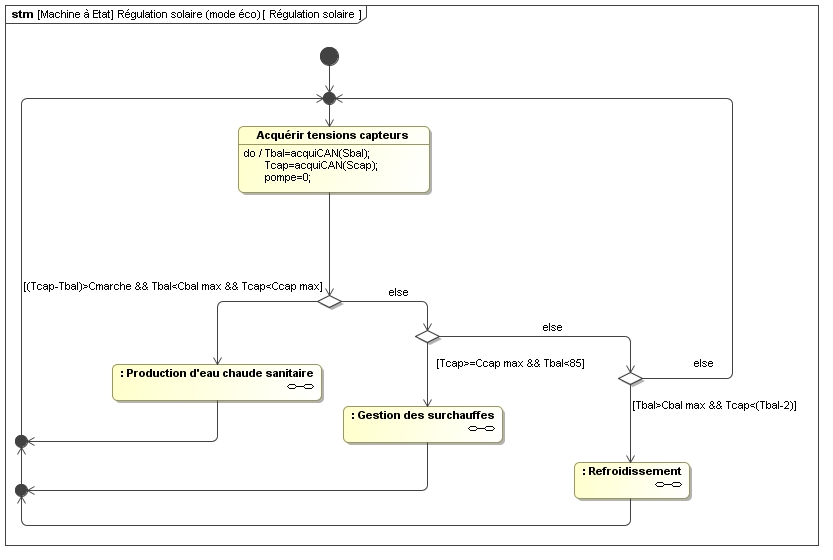 stm [Machine à Etat] Régulation solaire (mode éco) [ Régulation solaire ]
Acquérir tensions capteurs
do / Tbal=acquiCAN(Sbal);
Tcap=acquiCAN(Scap);
pompe=0;
[(Tcap-Tbal)>Cmarche && Tbal<Cbal max && Tcap<Ccap max]
else
else
[Tcap>=Ccap max && Tbal<85]
else
: Production d'eau chaude sanitaire
[Tbal>Cbal max && Tcap<(Tbal-2)]
: Gestion des surchauffes
: Refroidissement